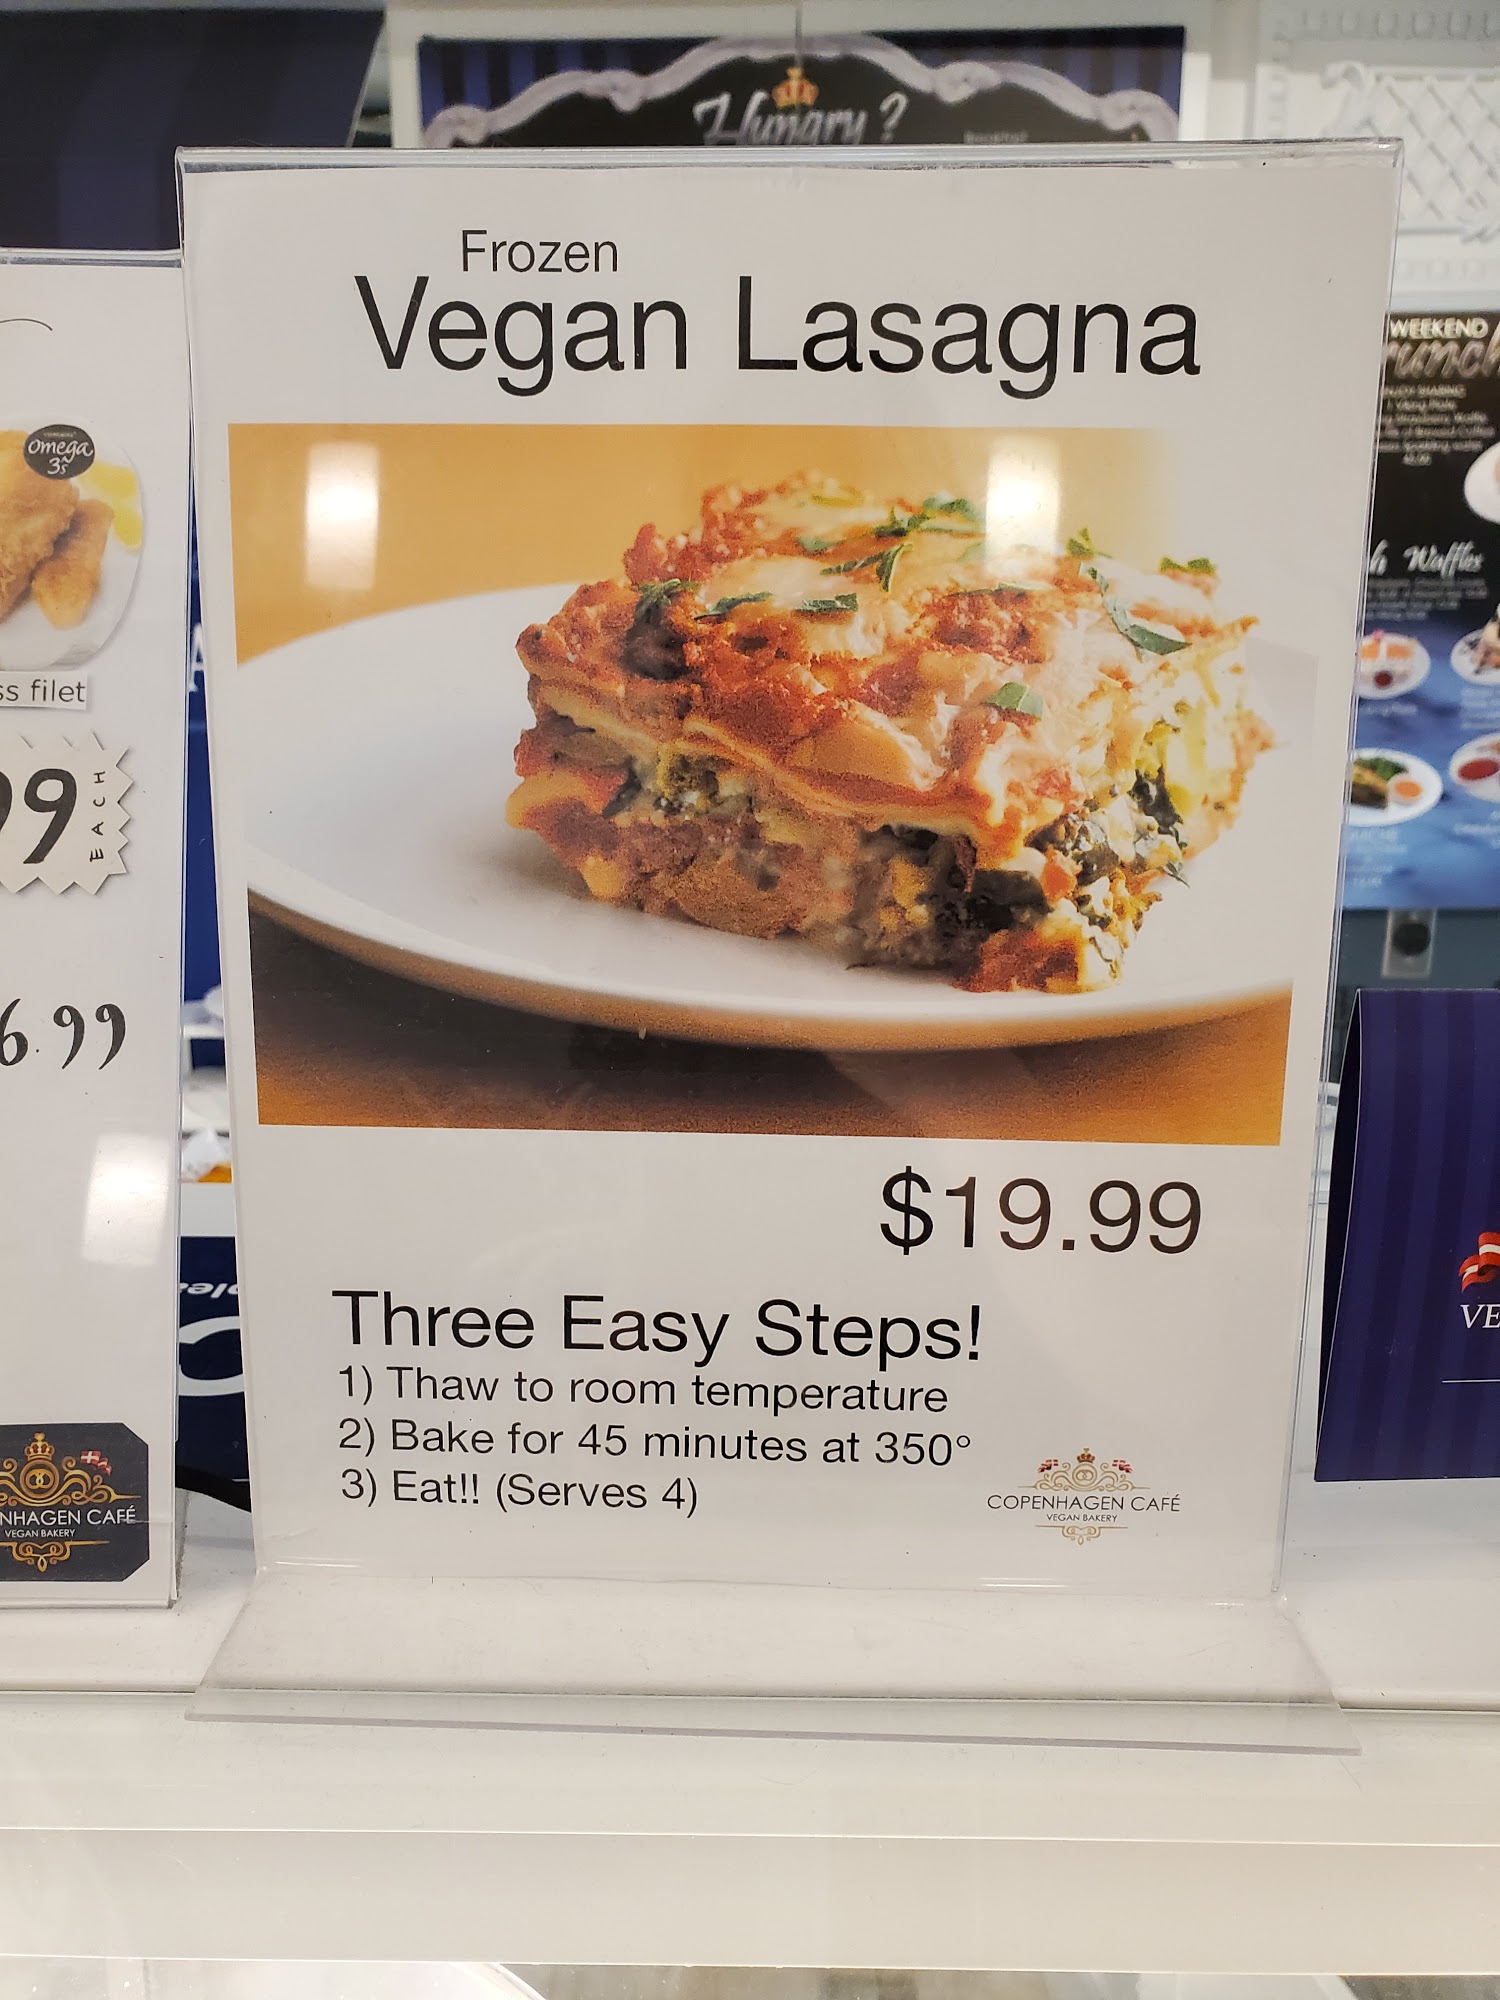 Hungry?
Frozen
Vegan Lasagna
$19.99
Three Easy Steps!
1) Thaw to room temperature
2) Bake for 45 minutes at 350°
3) Eat!! (Serves 4)
COPENHAGEN CAFÉ
VEGAN BAKERY
omega
3s
ss filet
99
EACH
6.99
NHAGEN CAFÉ
VEGAN BAKERY
WEEKEND
Waffles
VE